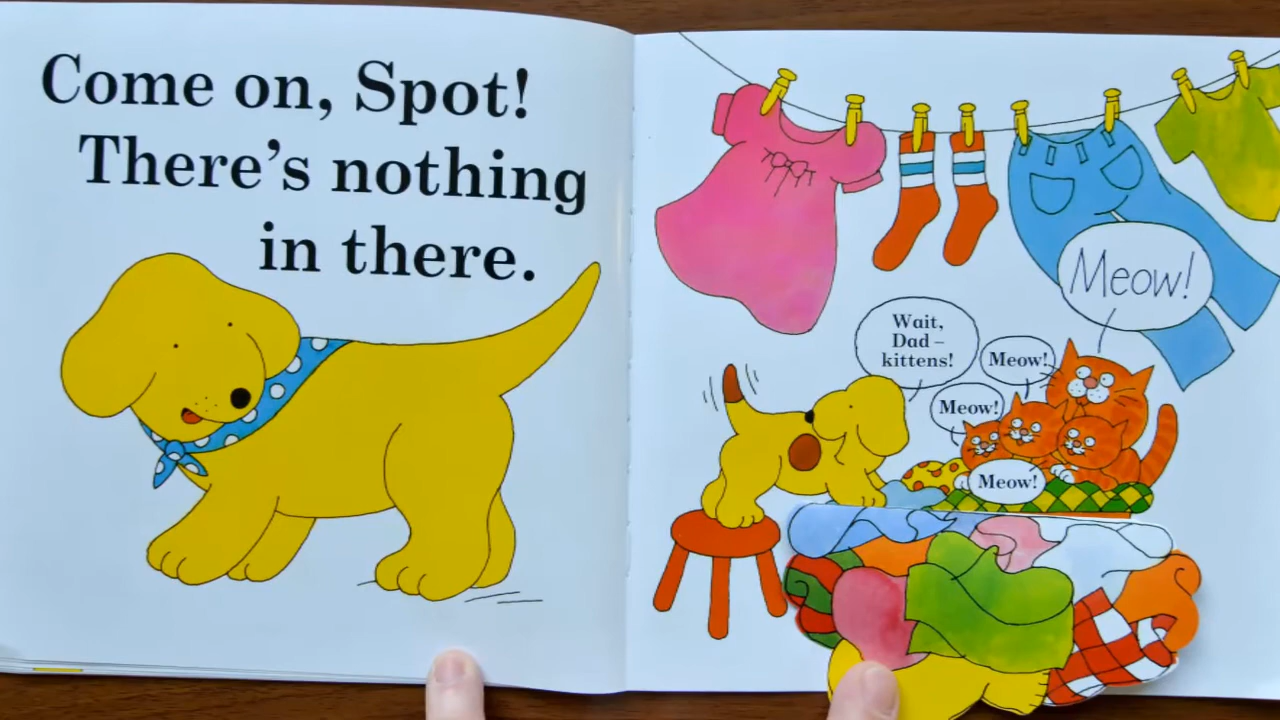 Come on, Spot!
There's nothing
in there.
Wait,
Dad –
kittens!
Meow!
Meow!
Meow!
Meow!